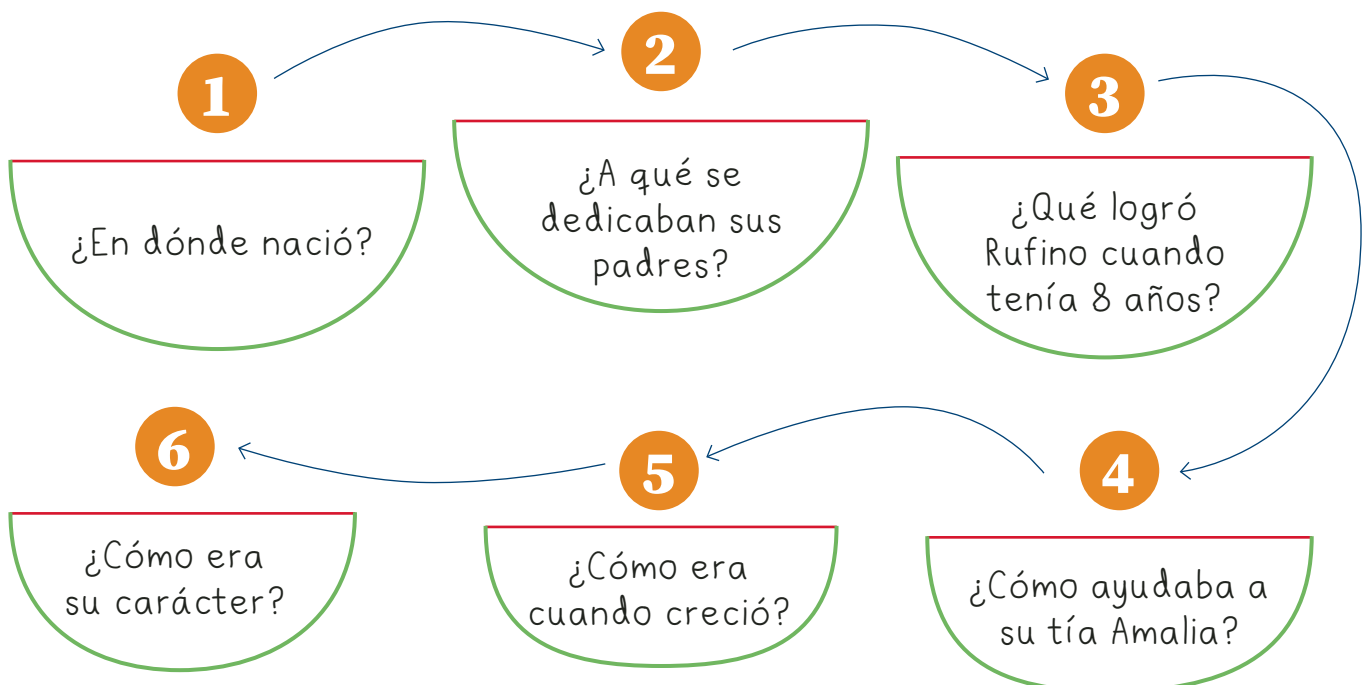 1
¿En dónde nació?
2
¿A qué se
dedicaban sus
padres?
3
¿Qué logró
Rufino cuando
tenía 8 años?
4
¿Cómo ayudaba a
su tía Amalia?
5
¿Cómo era
cuando creció?
6
¿Cómo era
su carácter?